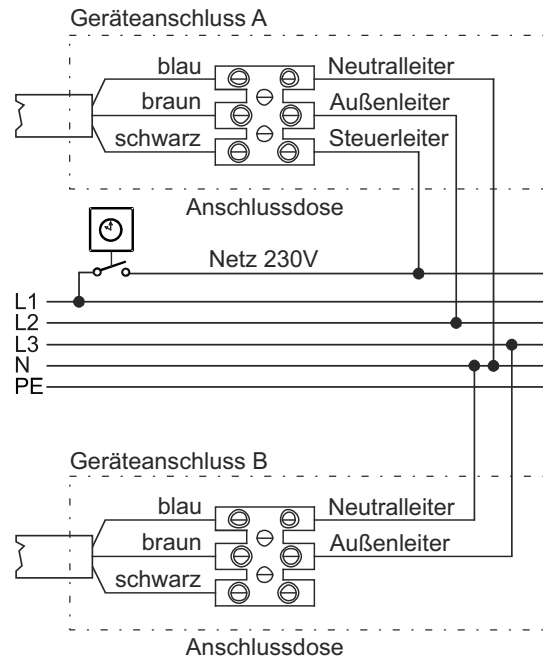 Geräteanschluss A
blau Neutralleiter
braun Außenleiter
schwarz Steuerleiter
Anschlussdose
Netz 230V
L1
L2
L3
N
PE
Geräteanschluss B
blau Neutralleiter
braun Außenleiter
schwarz
Anschlussdose